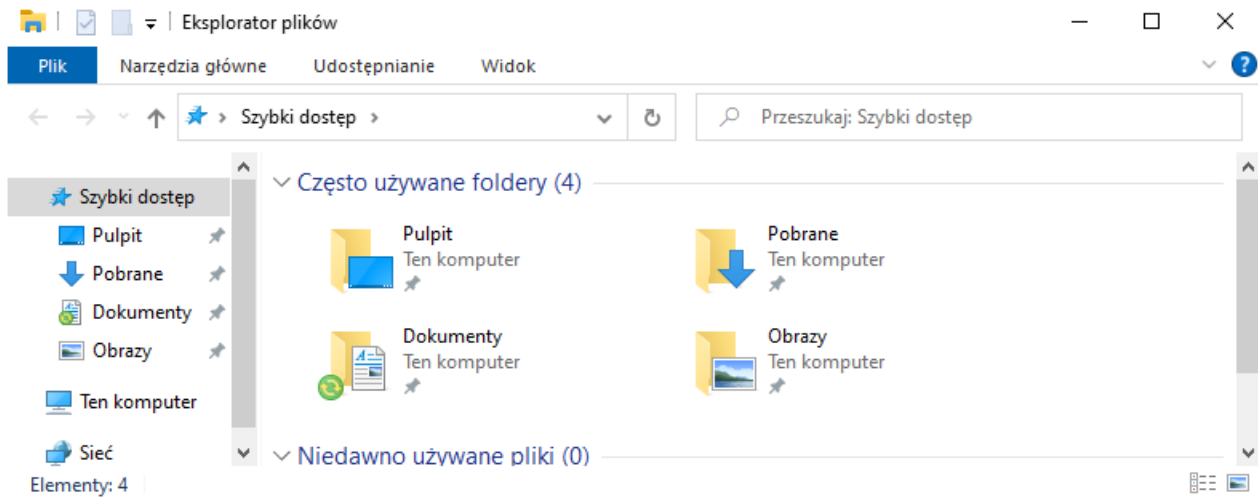 Eksplorator plików
Plik Narzędzia główne Udostępnianie Widok
Szybki dostęp
Przeszukaj: Szybki dostęp
Szybki dostęp
Pulpit
Pobrane
Dokumenty
Obrazy
Ten komputer
Sieć
Często używane foldery (4)
Pulpit
Ten komputer
Pobrane
Ten komputer
Dokumenty
Ten komputer
Obrazy
Ten komputer
Niedawno używane pliki (0)
Elementy: 4